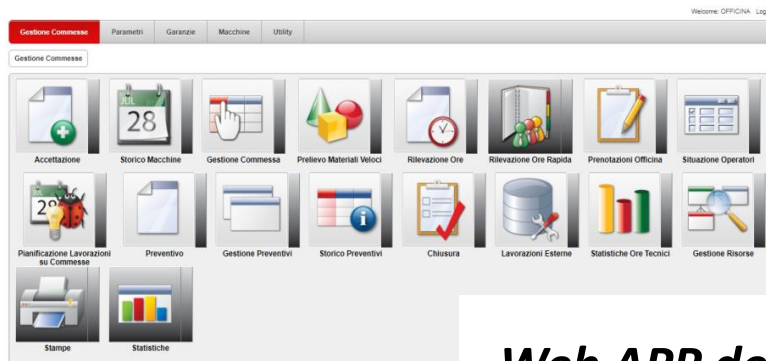 Welcome: OFFICINA Log
Gestione Commesse Parametri Garanzie Macchine Utility
Gestione Commesse
JUL
28
Accettazione Storico Macchine Gestione Commessa Prelievo Materiali Veloci Rilevazione Ore Rilevazione Ore Rapida Prenotazioni Officina Situazione Operatori
Pianificazione Lavorazioni
su Commesse
Preventivo Gestione Preventivi Storico Preventivi Chiusura Lavorazioni Esterne Statistiche Ore Tecnici Gestione Risorse
Stampe Statistiche
Web APP de